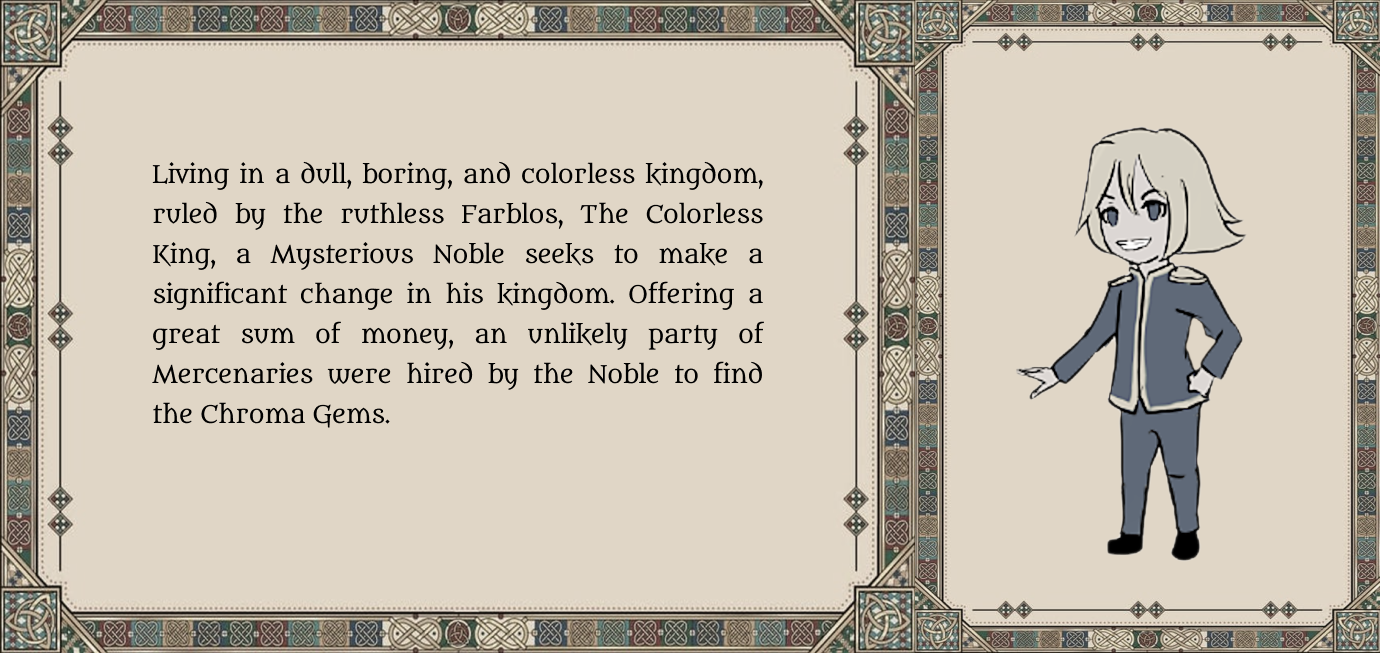 Living in a dull, boring, and colorless kingdom,
ruled by the ruthless Farblos, The Colorless
King, a Mysterious Noble seeks to make a
significant change in his kingdom. Offering a
great sum of money, an unlikely party of
Mercenaries were hired by the Noble to find
the Chroma Gems.